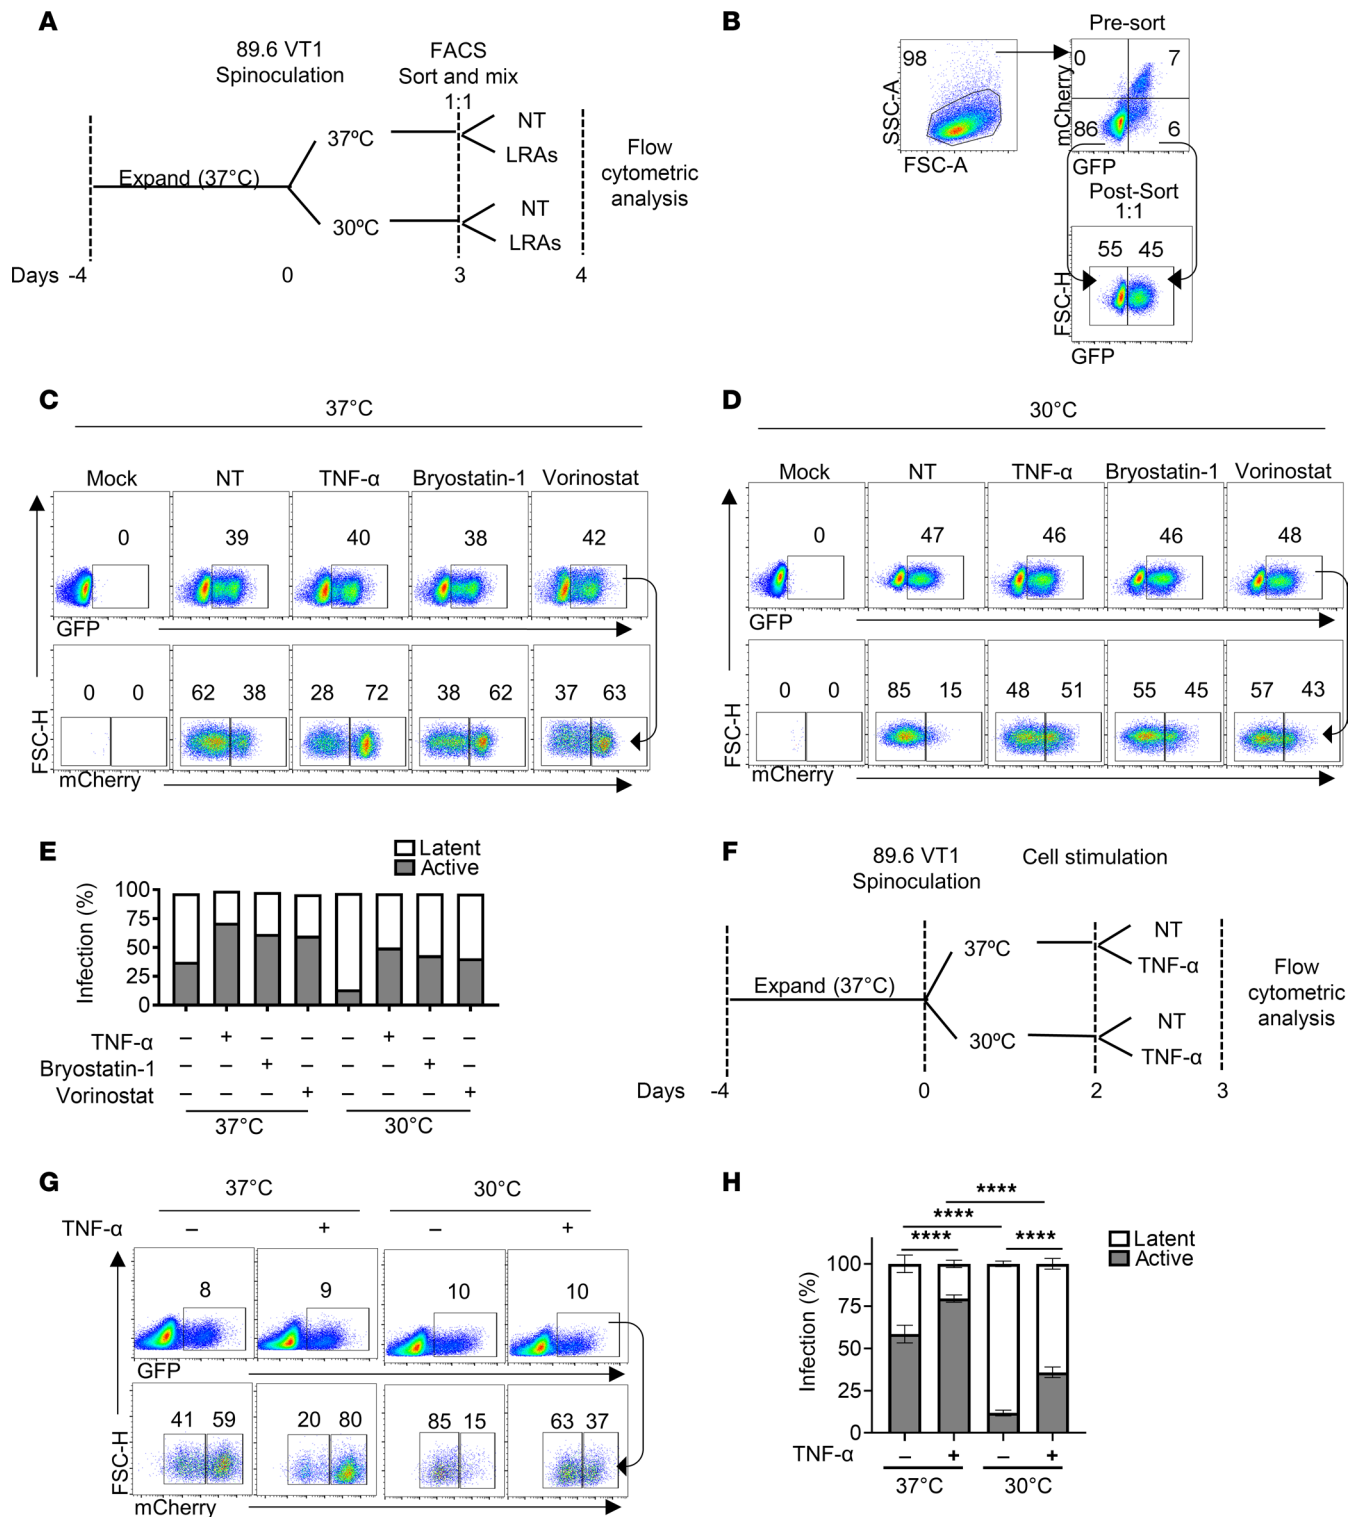 A
89.6 VT1
Spinoculation
FACS
Sort and mix
1:1
37ºC
NT
LRAs
Expand (37°C)
30ºC
NT
LRAs
Flow
cytometric
analysis
Days -4 0 3 4
B
Pre-sort
98
SSC-A
FSC-A
0 7
mCherry
86 6
GFP
Post-Sort
1:1
55 45
FSC-H
GFP
C
37°C
Mock NT TNF-α Bryostatin-1 Vorinostat
0 39 40 38 42
GFP
0 0 62 38 28 72 38 62 37 63
FSC-H
mCherry
D
30°C
Mock NT TNF-α Bryostatin-1 Vorinostat
0 47 46 46 48
GFP
0 0 85 15 48 51 55 45 57 43
FSC-H
mCherry
E
Latent
Active
Infection (%)
100
75
50
25
0
TNF-α – + – – – + – –
Bryostatin-1 – – + – – – + –
Vorinostat – – – + – – – +
37°C 30°C
F
89.6 VT1
Spinoculation
Cell stimulation
37ºC
NT
TNF-α
Expand (37°C)
30ºC
NT
TNF-α
Flow
cytometric
analysis
Days -4 0 2 3
G
37°C 30°C
TNF-α – + – +
8 9 10 10
GFP
41 59 20 80 85 15 63 37
FSC-H
mCherry
H
****
****
**** ****
Latent
Active
Infection (%)
100
75
50
25
0
TNF-α – + – +
37°C 30°C